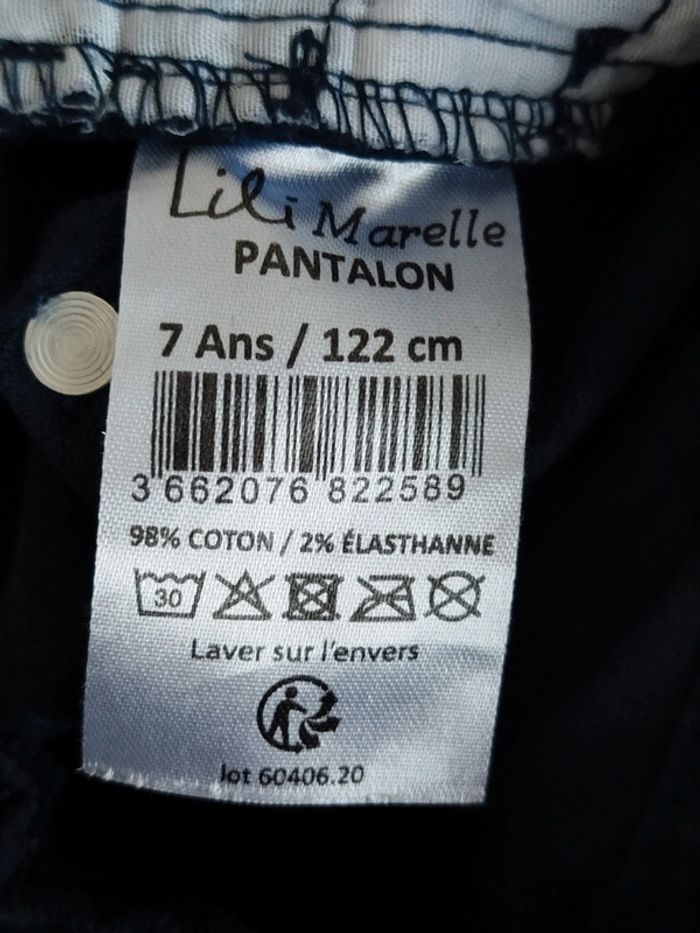 Lili Marelle
PANTALON
7 Ans / 122 cm
3 662076 822589
98% COTON / 2% ÉLASTHANNE
30
Laver sur l'envers
lot 60406.20